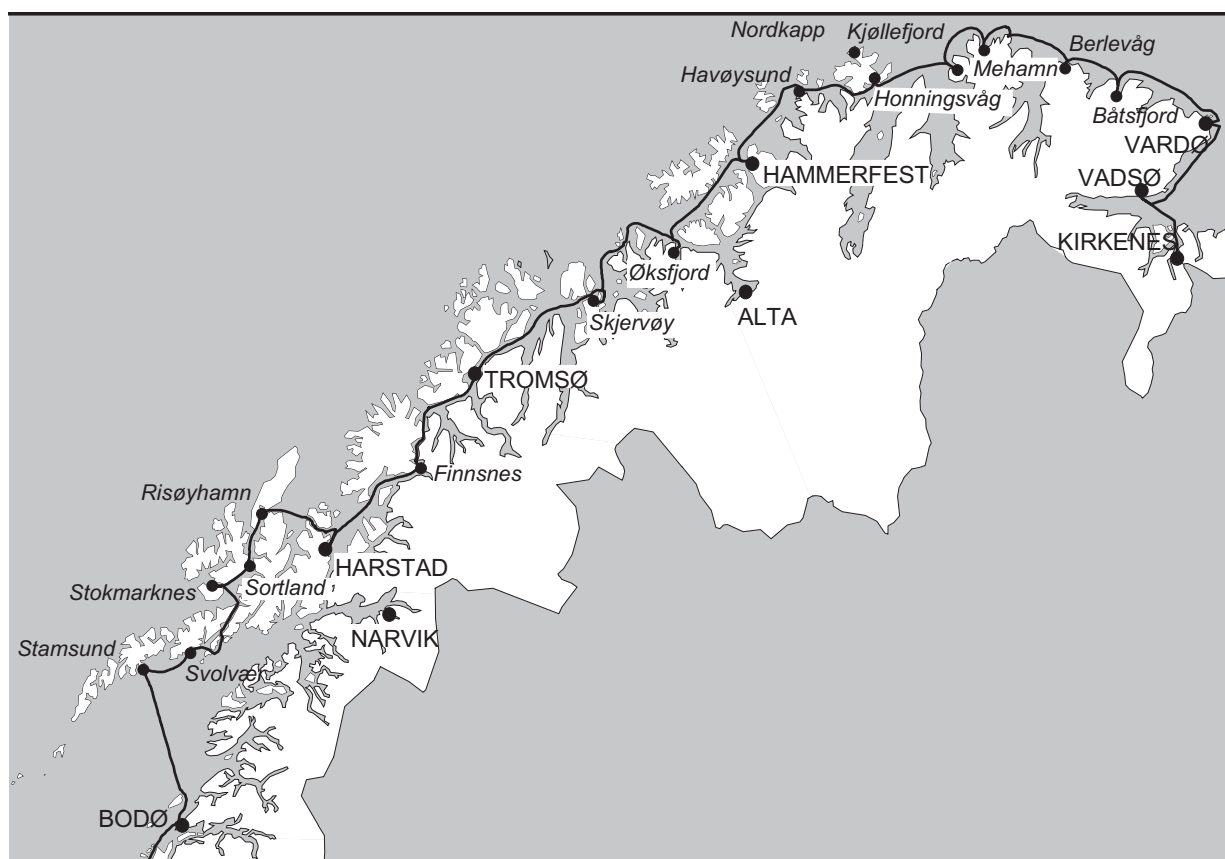 Nordkapp
Kjøllefjord
Berlevåg
Havøysund
Mehamn
Honningsvåg
Båtsfjord
VARDØ
HAMMERFEST
VADSØ
KIRKENES
Øksfjord
ALTA
Skjervøy
TROMSØ
Finnsnes
Risøyhamn
HARSTAD
Sortland
Stokmarknes
NARVIK
Stamsund
Svolvær
BODØ